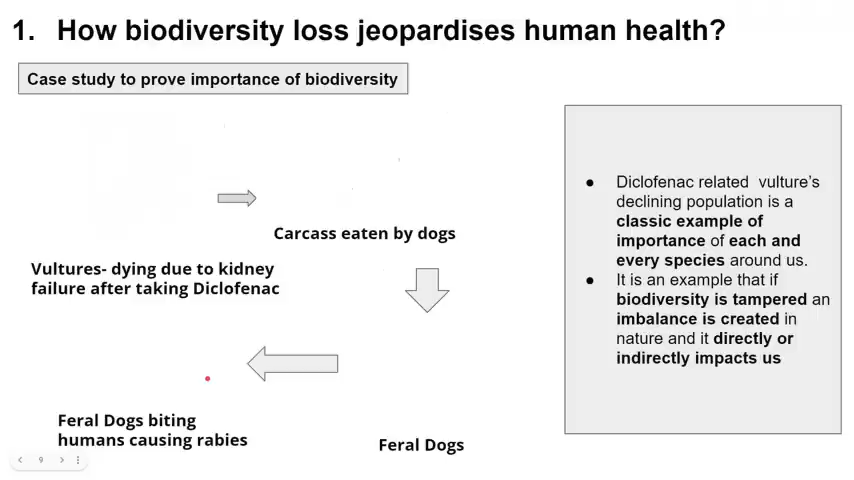 1. How biodiversity loss jeopardises human health?
Case study to prove importance of biodiversity
Carcass eaten by dogs
Vultures- dying due to kidney
failure after taking Diclofenac
Feral Dogs biting
humans causing rabies
Feral Dogs
● Diclofenac related vulture's
declining population is a
classic example of
importance of each and
every species around us.
● It is an example that if
biodiversity is tampered an
imbalance is created in
nature and it directly or
indirectly impacts us
9